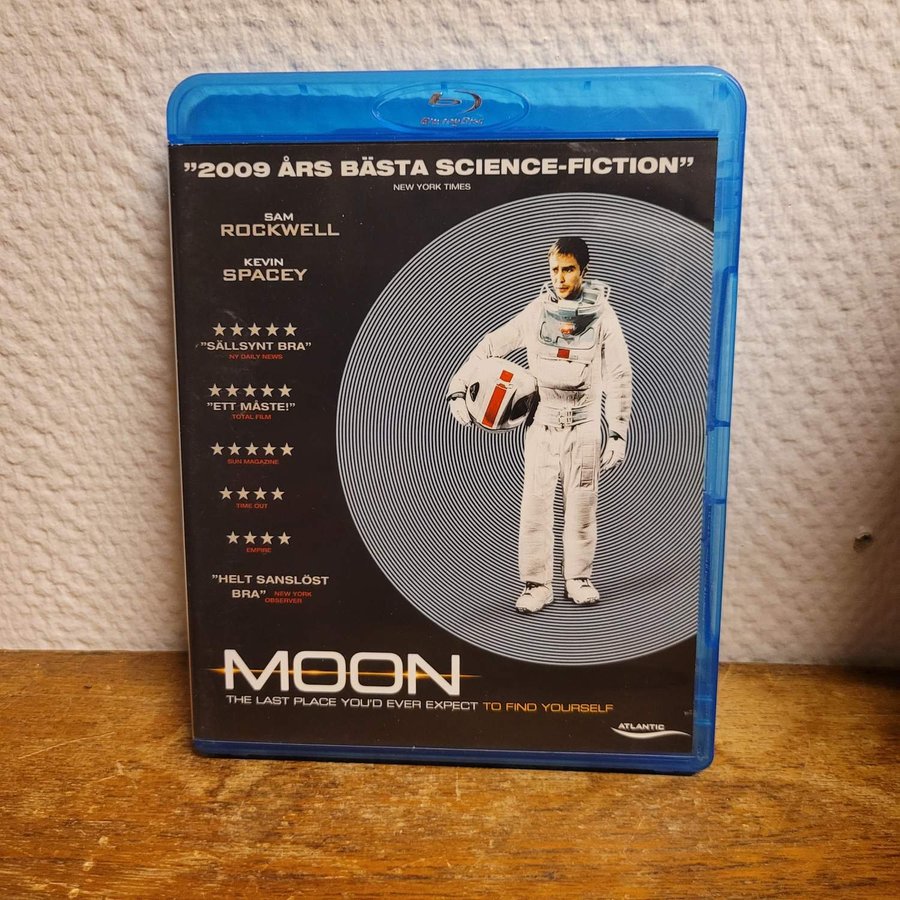 Blu-ray Disc
”2009 ÅRS BÄSTA SCIENCE-FICTION”
NEW YORK TIMES
SAM
ROCKWELL
KEVIN
SPACEY
”SÄLLSYNT BRA”
NY DAILY NEWS
”ETT MÅSTE!”
TOTAL FILM
SUN MAGAZINE
TIME OUT
EMPIRE
”HELT SANSLÖST
BRA” NEW YORK
OBSERVER
MOON
THE LAST PLACE YOU'D EVER EXPECT TO FIND YOURSELF
ATLANTIC